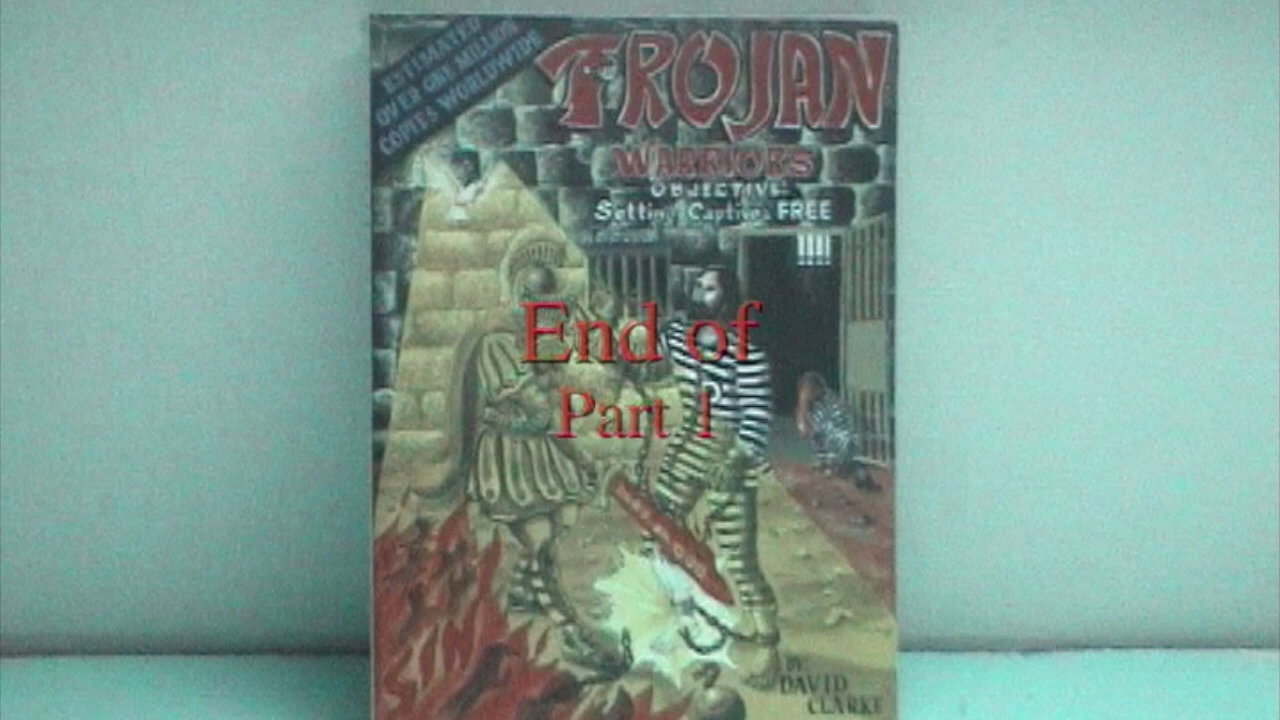 ESTIMATED
OVER ONE MILLION
COPIES WORLDWIDE
TROJAN
WARRIORS
OBJECTIVE:
Setting Captives FREE
End of
Part 1
BY
DAVID
CLARKE